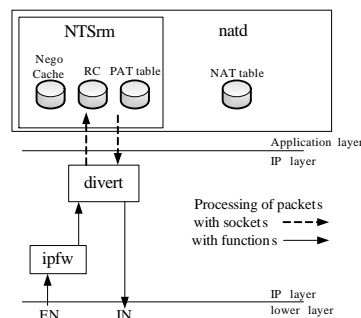 NTSrm
natd
Nego
Cache
RC
PAT table
NAT table
Application layer
IP layer
divert
Processing of packets
with sockets
with functions
ipfw
IP layer
EN
IN
lower layer